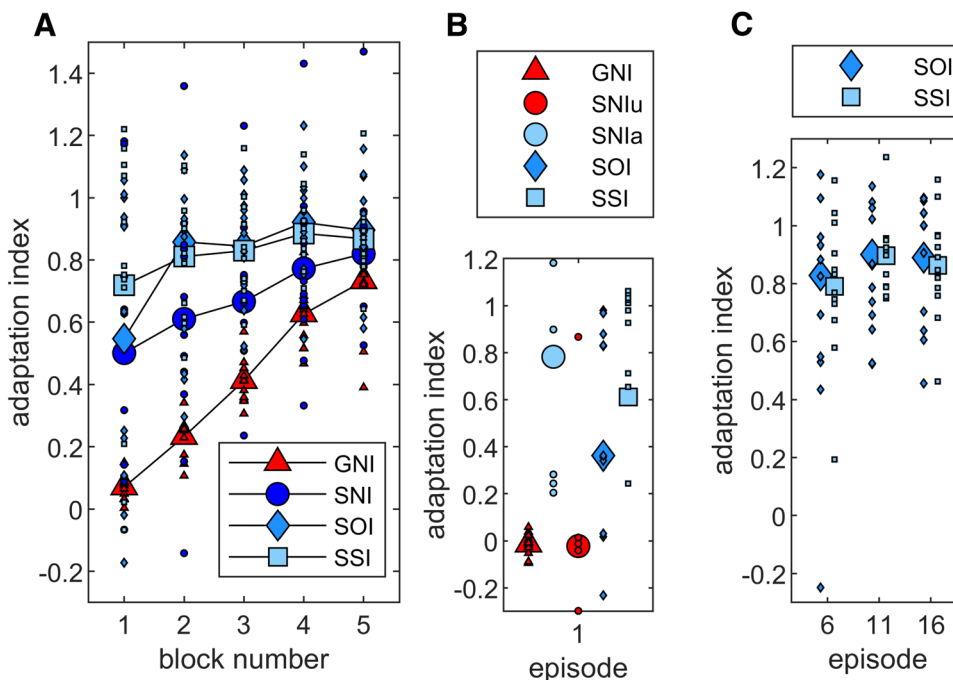 A
adaptation index
1.4
1.2
1
0.8
0.6
0.4
0.2
0
-0.2
1 2 3 4 5
block number
GNI
SNI
SOI
SSI
B
GNI
SNIu
SNIa
SOI
SSI
adaptation index
1.2
1
0.8
0.6
0.4
0.2
0
-0.2
1
episode
C
SOI
SSI
adaptation index
1.2
1
0.8
0.6
0.4
0.2
0
-0.2
6 11 16
episode